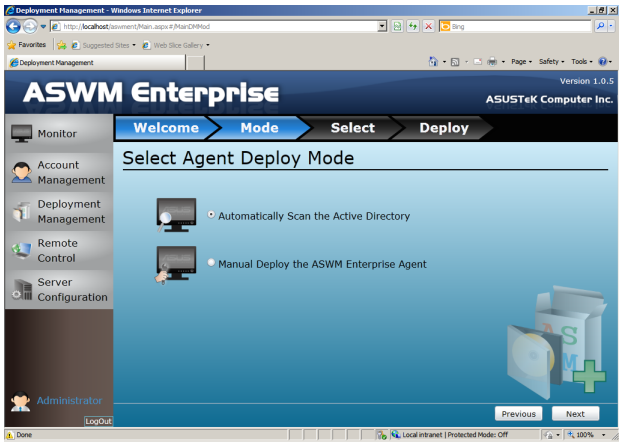 Deployment Management - Windows Internet Explorer
http://localhost/aswment/Main.aspx#/MainDMMod
Bing
Favorites
Suggested Sites
Web Slice Gallery
Deployment Management
Page
Safety
Tools
ASWM Enterprise
Version 1.0.5
ASUSTeK Computer Inc.
Monitor
Account
Management
Deployment
Management
Remote
Control
Server
Configuration
Administrator
LogOut
Welcome
Mode
Select
Deploy
Select Agent Deploy Mode
Automatically Scan the Active Directory
Manual Deploy the ASWM Enterprise Agent
A S
M
Previous
Next
Done
Local intranet | Protected Mode: Off
100%